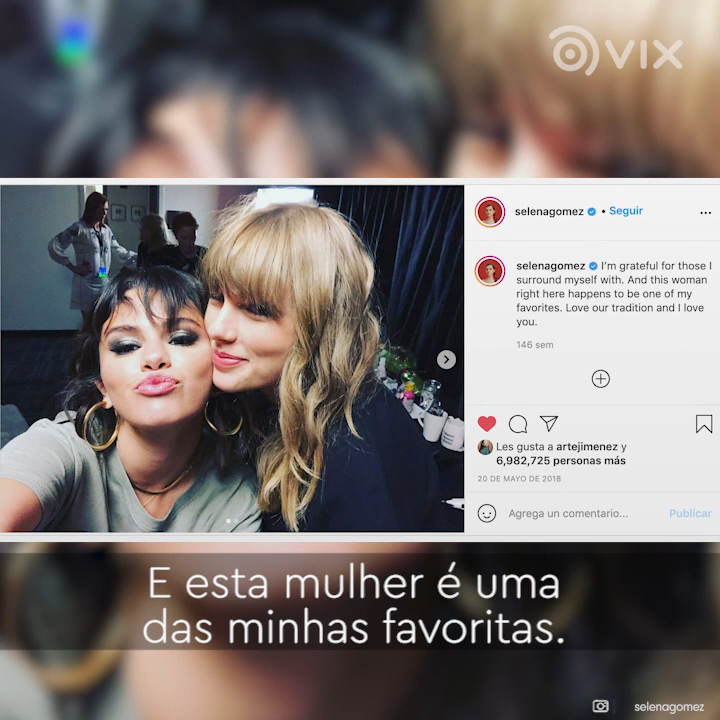 VIX
selenagomez • Seguir
selenagomez I'm grateful for those I
surround myself with. And this woman
right here happens to be one of my
favorites. Love our tradition and I love
you.
146 sem
Les gusta a artejimenez y
6,982,725 personas más
20 DE MAYO DE 2018
Agrega un comentario... Publicar
E esta mulher é uma
das minhas favoritas.
selenagomez